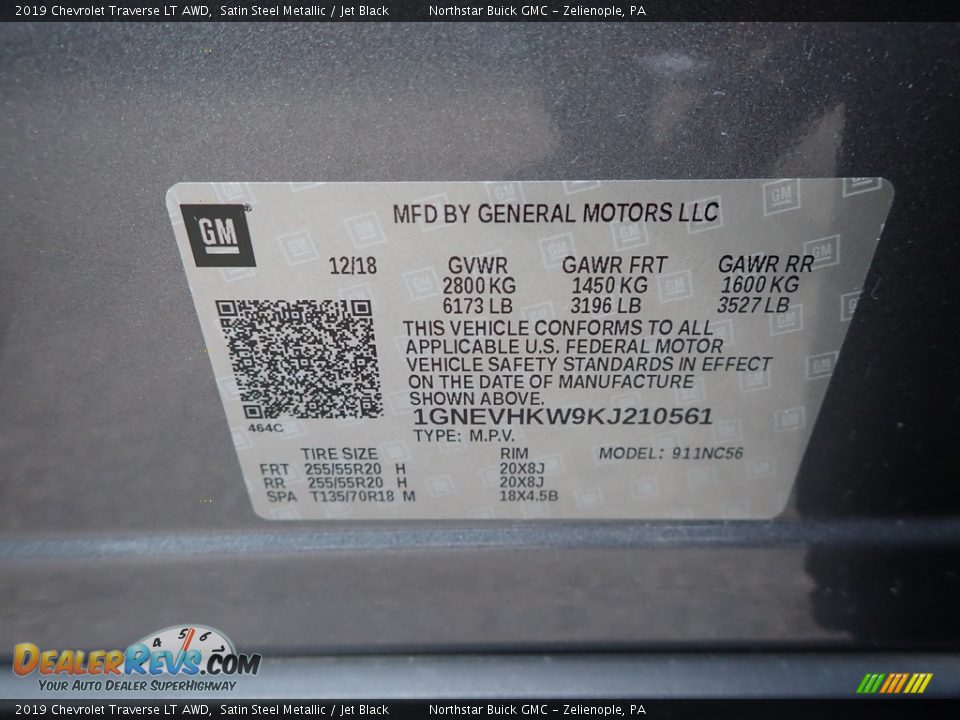 2019 Chevrolet Traverse LT AWD, Satin Steel Metallic / Jet Black Northstar Buick GMC - Zelienople, PA
GM
MFD BY GENERAL MOTORS LLC
12/18 GVWR GAWR FRT GAWR RR
2800 KG 1450 KG 1600 KG
6173 LB 3196 LB 3527 LB
THIS VEHICLE CONFORMS TO ALL
APPLICABLE U.S. FEDERAL MOTOR
VEHICLE SAFETY STANDARDS IN EFFECT
ON THE DATE OF MANUFACTURE
SHOWN ABOVE.
1GNEVHKW9KJ210561
464C
TYPE: M.P.V.
TIRE SIZE RIM MODEL: 911NC56
FRT 255/55R20 H 20X8J
RR 255/55R20 H 20X8J
SPA T135/70R18 M 18X4.5B
4 5 6
DEALERREVS.COM
YOUR AUTO DEALER SUPERHIGHWAY
2019 Chevrolet Traverse LT AWD, Satin Steel Metallic / Jet Black Northstar Buick GMC - Zelienople, PA